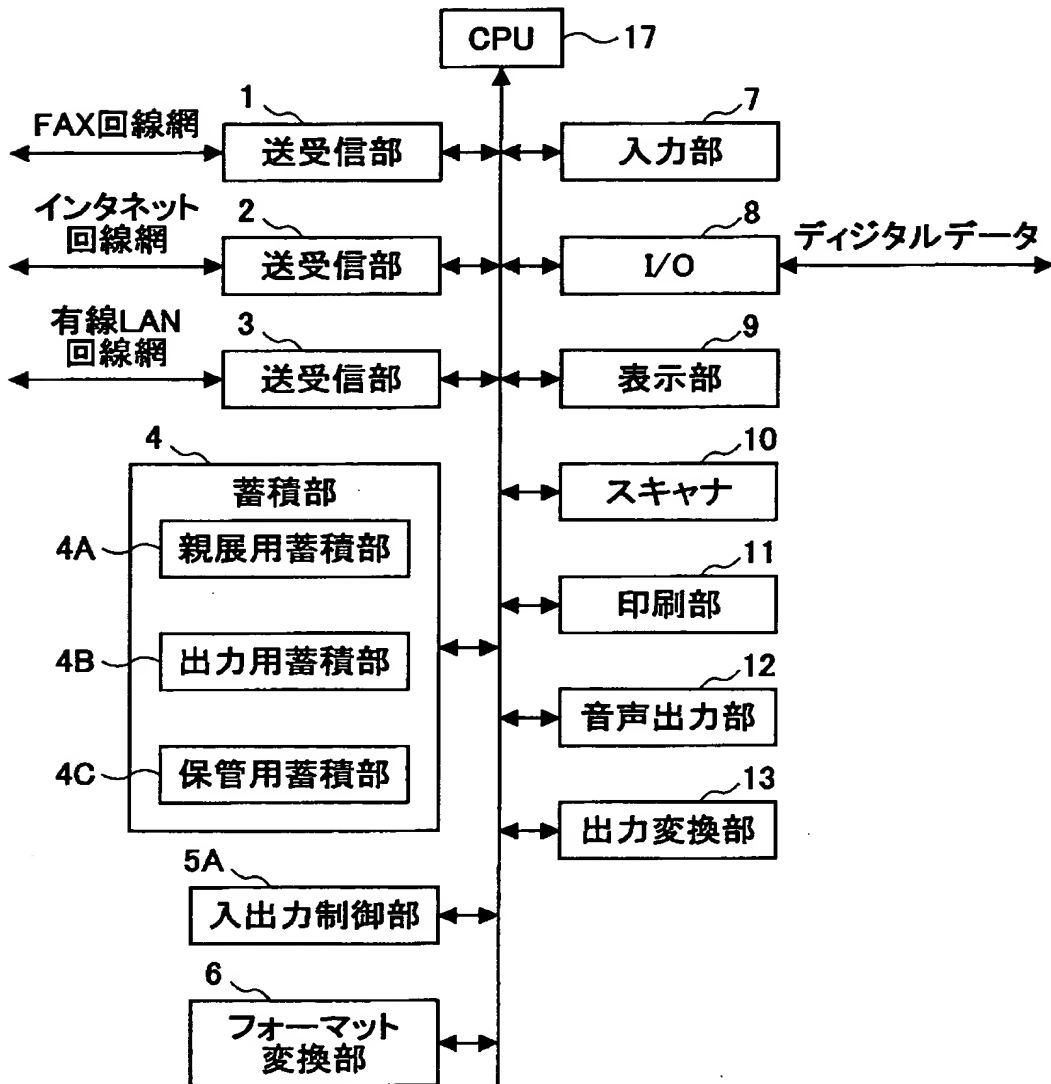 CPU 17
1 7
FAX回線網 送受信部 入力部
インタネット
回線網
2 8
送受信部 I/O ディジタルデータ
有線LAN
回線網
3 9
送受信部 表示部
4 10
蓄積部 スキャナ
4A 親展用蓄積部
11
印刷部
4B 出力用蓄積部
12
音声出力部
4C 保管用蓄積部
13
出力変換部
5A
入出力制御部
6
フォーマット
変換部